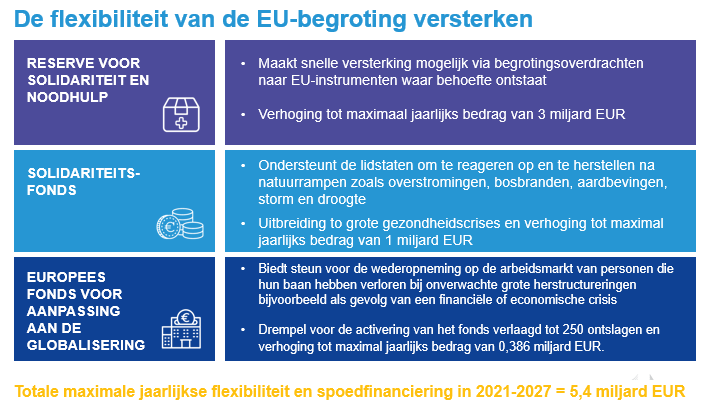 De flexibiliteit van de EU-begroting versterken
RESERVE VOOR
SOLIDARITEIT EN
NOODHULP
• Maakt snelle versterking mogelijk via begrotingsoverdrachten
naar EU-instrumenten waar behoefte ontstaat
• Verhoging tot maximaal jaarlijks bedrag van 3 miljard EUR
SOLIDARITEITS-
FONDS
• Ondersteunt de lidstaten om te reageren op en te herstellen na
natuurrampen zoals overstromingen, bosbranden, aardbevingen,
storm en droogte
• Uitbreiding to grote gezondheidscrises en verhoging tot maximal
jaarlijks bedrag van 1 miljard EUR
EUROPEES
FONDS VOOR
AANPASSING
AAN DE
GLOBALISERING
• Biedt steun voor de wederopneming op de arbeidsmarkt van personen die
hun baan hebben verloren bij onverwachte grote herstructureringen
bijvoorbeeld als gevolg van een financiële of economische crisis
• Drempel voor de activering van het fonds verlaagd tot 250 ontslagen en
verhoging tot maximal jaarlijks bedrag van 0,386 miljard EUR.
Totale maximale jaarlijkse flexibiliteit en spoedfinanciering in 2021-2027 = 5,4 miljard EUR